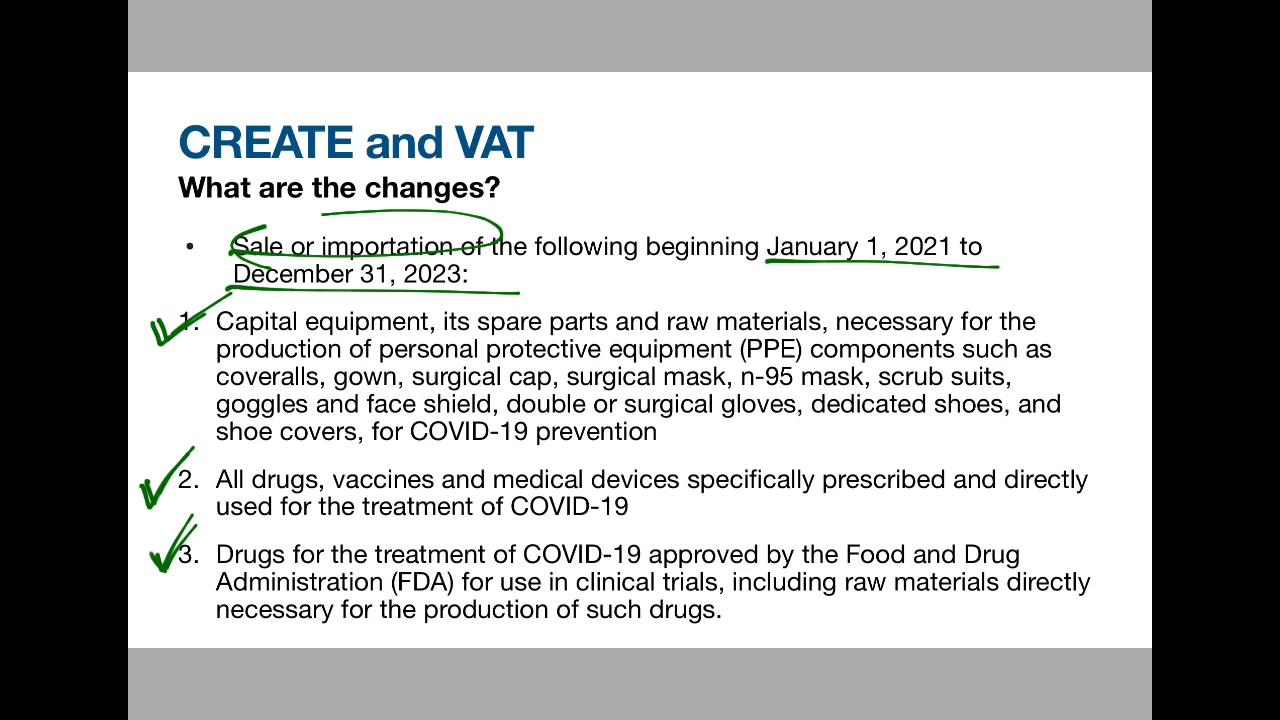 CREATE and VAT
What are the changes?
• Sale or importation of the following beginning January 1, 2021 to
December 31, 2023:
1. Capital equipment, its spare parts and raw materials, necessary for the
production of personal protective equipment (PPE) components such as
coveralls, gown, surgical cap, surgical mask, n-95 mask, scrub suits,
goggles and face shield, double or surgical gloves, dedicated shoes, and
shoe covers, for COVID-19 prevention
2. All drugs, vaccines and medical devices specifically prescribed and directly
used for the treatment of COVID-19
3. Drugs for the treatment of COVID-19 approved by the Food and Drug
Administration (FDA) for use in clinical trials, including raw materials directly
necessary for the production of such drugs.